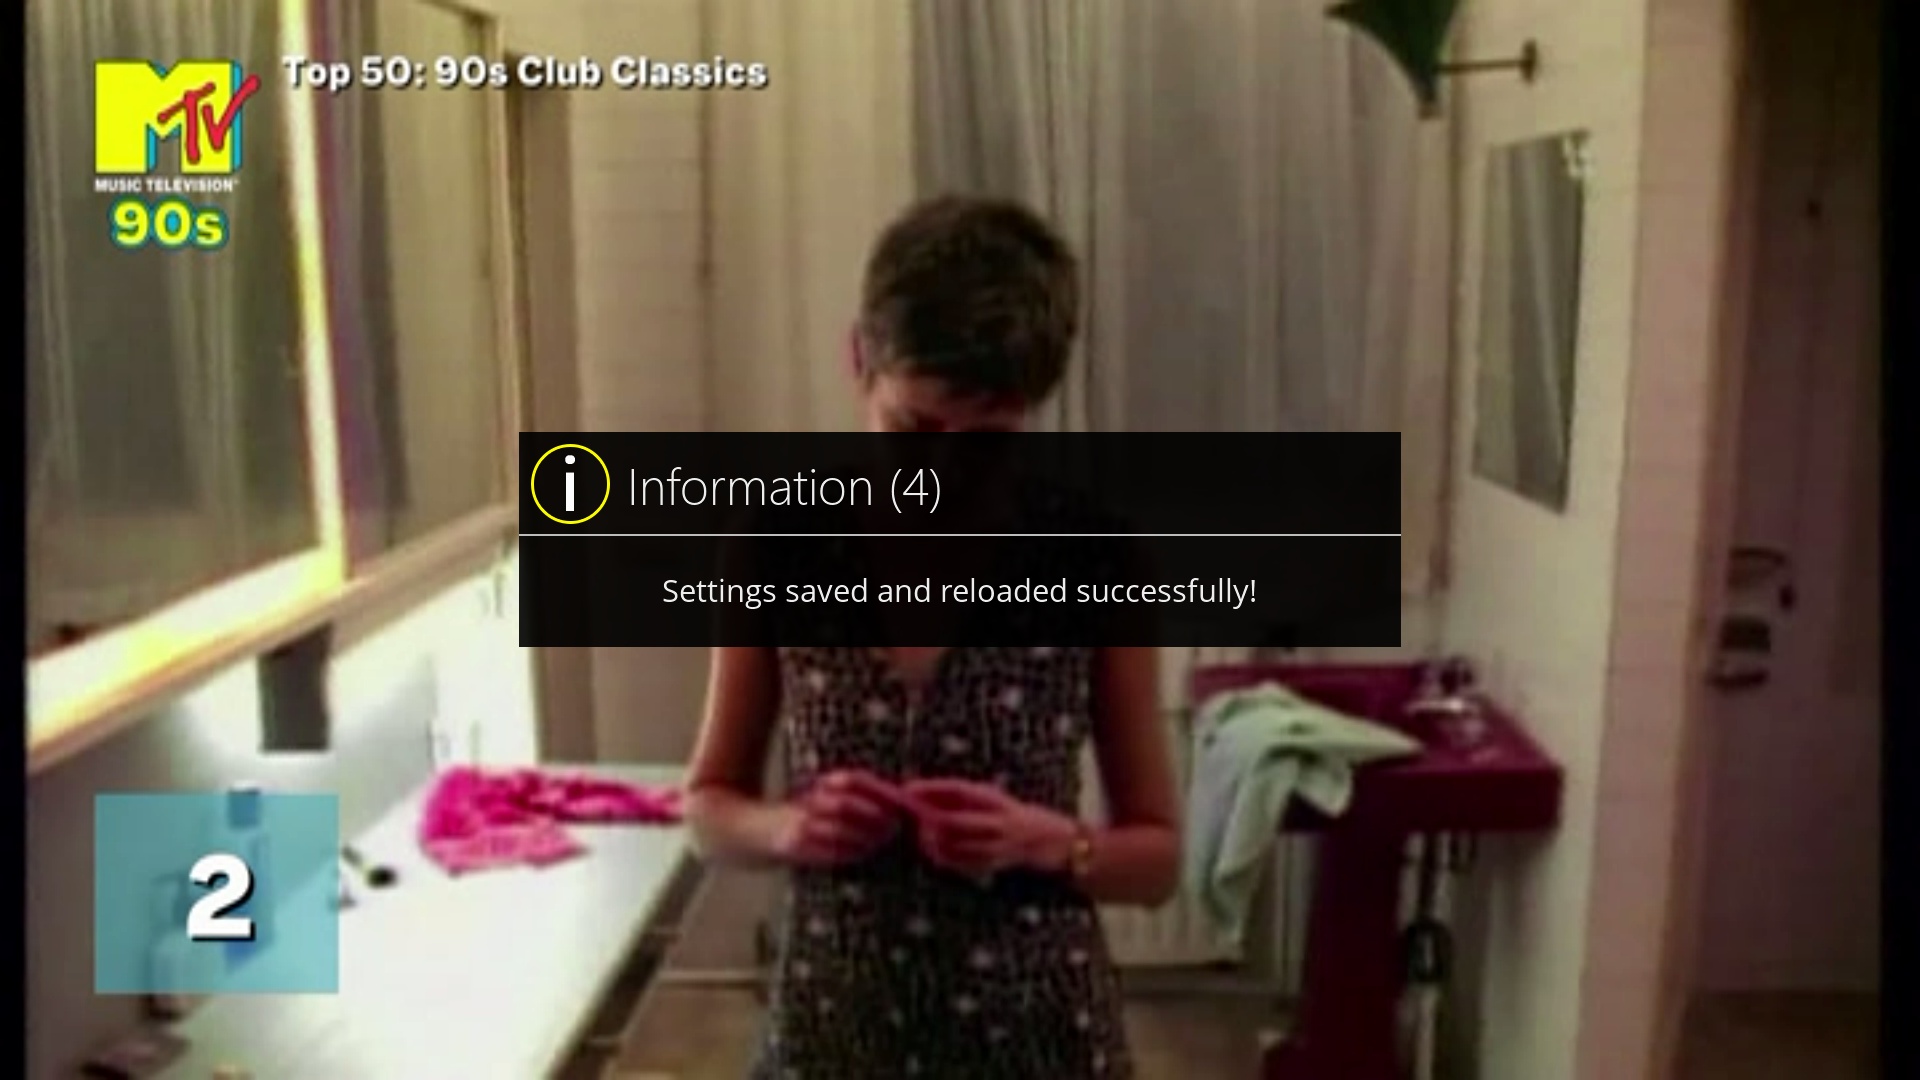 Top 50: 90s Club Classics
MTV
MUSIC TELEVISION
90s
i Information (4)
Settings saved and reloaded successfully!
2